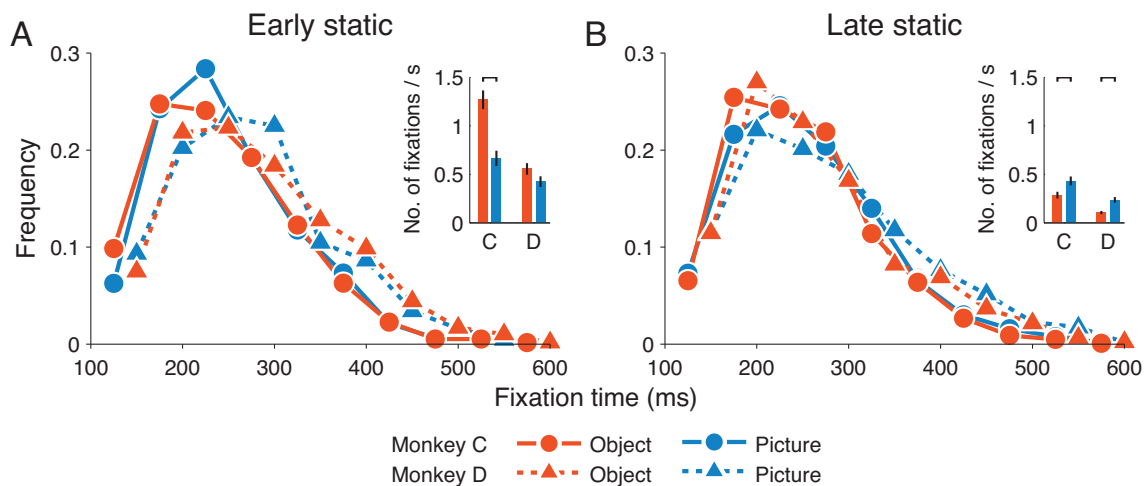 A Early static
B Late static
Frequency
0.3
0.2
0.1
0
100 200 300 400 500 600
No. of fixations / s
1.5
1
0.5
0
C D
100 200 300 400 500 600
No. of fixations / s
1.5
1
0.5
0
C D
0.3
0.2
0.1
0
Fixation time (ms)
Monkey C Object Picture
Monkey D Object Picture